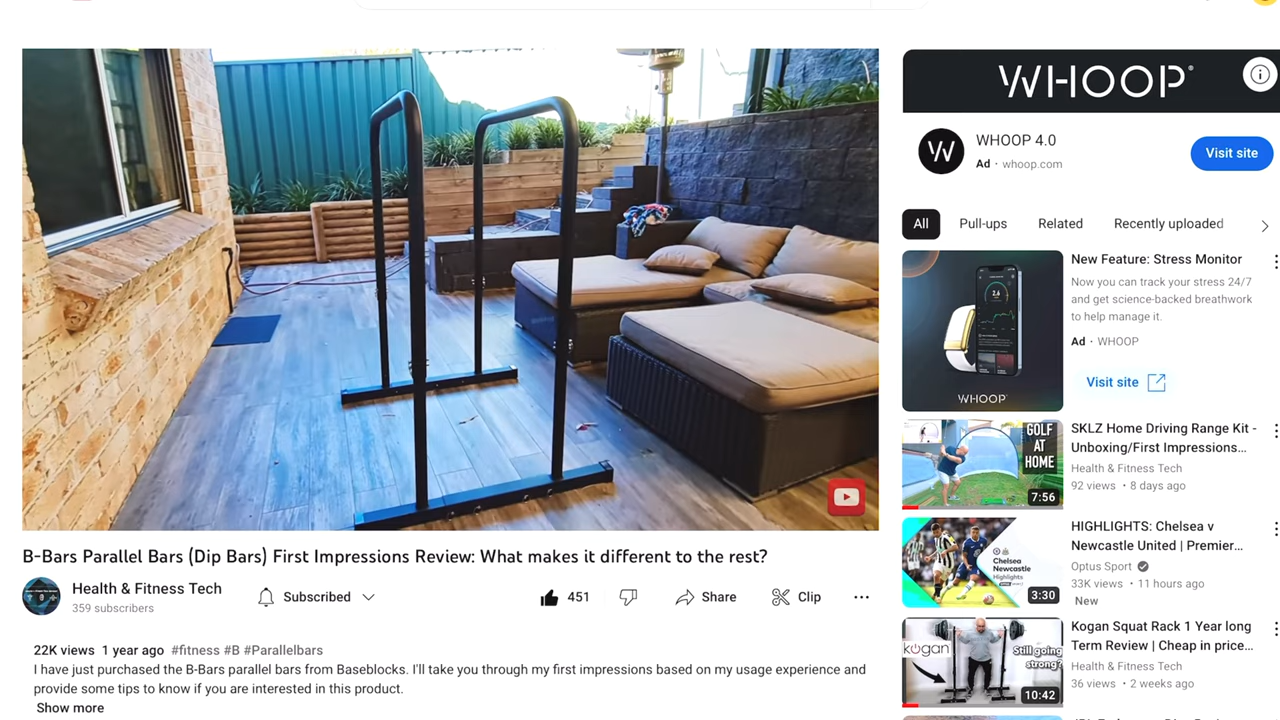 WHOOP
WHOOP 4.0
Ad · whoop.com
Visit site
All
Pull-ups
Related
Recently uploaded
New Feature: Stress Monitor
Now you can track your stress 24/7
and get science-backed breathwork
to help manage it.
Ad · WHOOP
Visit site
WHOOP
SKLZ Home Driving Range Kit -
Unboxing/First Impressions...
Health & Fitness Tech
92 views • 8 days ago
GOLF
AT
HOME
7:56
HIGHLIGHTS: Chelsea v
Newcastle United | Premier...
Optus Sport
33K views • 11 hours ago
New
Chelsea
Newcastle
Highlights
3:30
Kogan Squat Rack 1 Year long
Term Review | Cheap in price...
Health & Fitness Tech
36 views • 2 weeks ago
kogan
Still going
strong?
10:42
B-Bars Parallel Bars (Dip Bars) First Impressions Review: What makes it different to the rest?
Health & Fitness Tech
359 subscribers
Subscribed
451
Share
Clip
22K views 1 year ago #fitness #B #Parallelbars
I have just purchased the B-Bars parallel bars from Baseblocks. I'll take you through my first impressions based on my usage experience and
provide some tips to know if you are interested in this product.
Show more